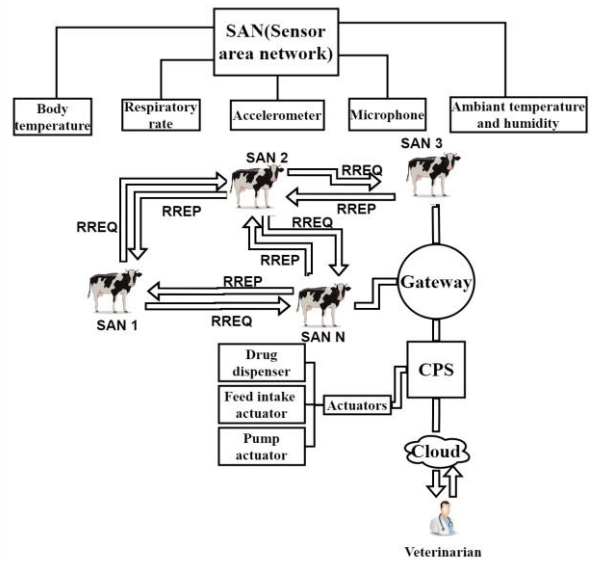 SAN(Sensor
area network)
Body
temperature
Respiratory
rate
Accelerometer
Microphone
Ambiant temperature
and humidity
SAN 2
SAN 3
RREQ
RREP
RREQ
RREP
RREQ
RREP
RREP
RREQ
SAN 1
SAN N
Gateway
Drug
dispenser
Feed intake
actuator
Pump
actuator
Actuators
CPS
Cloud
Veterinarian